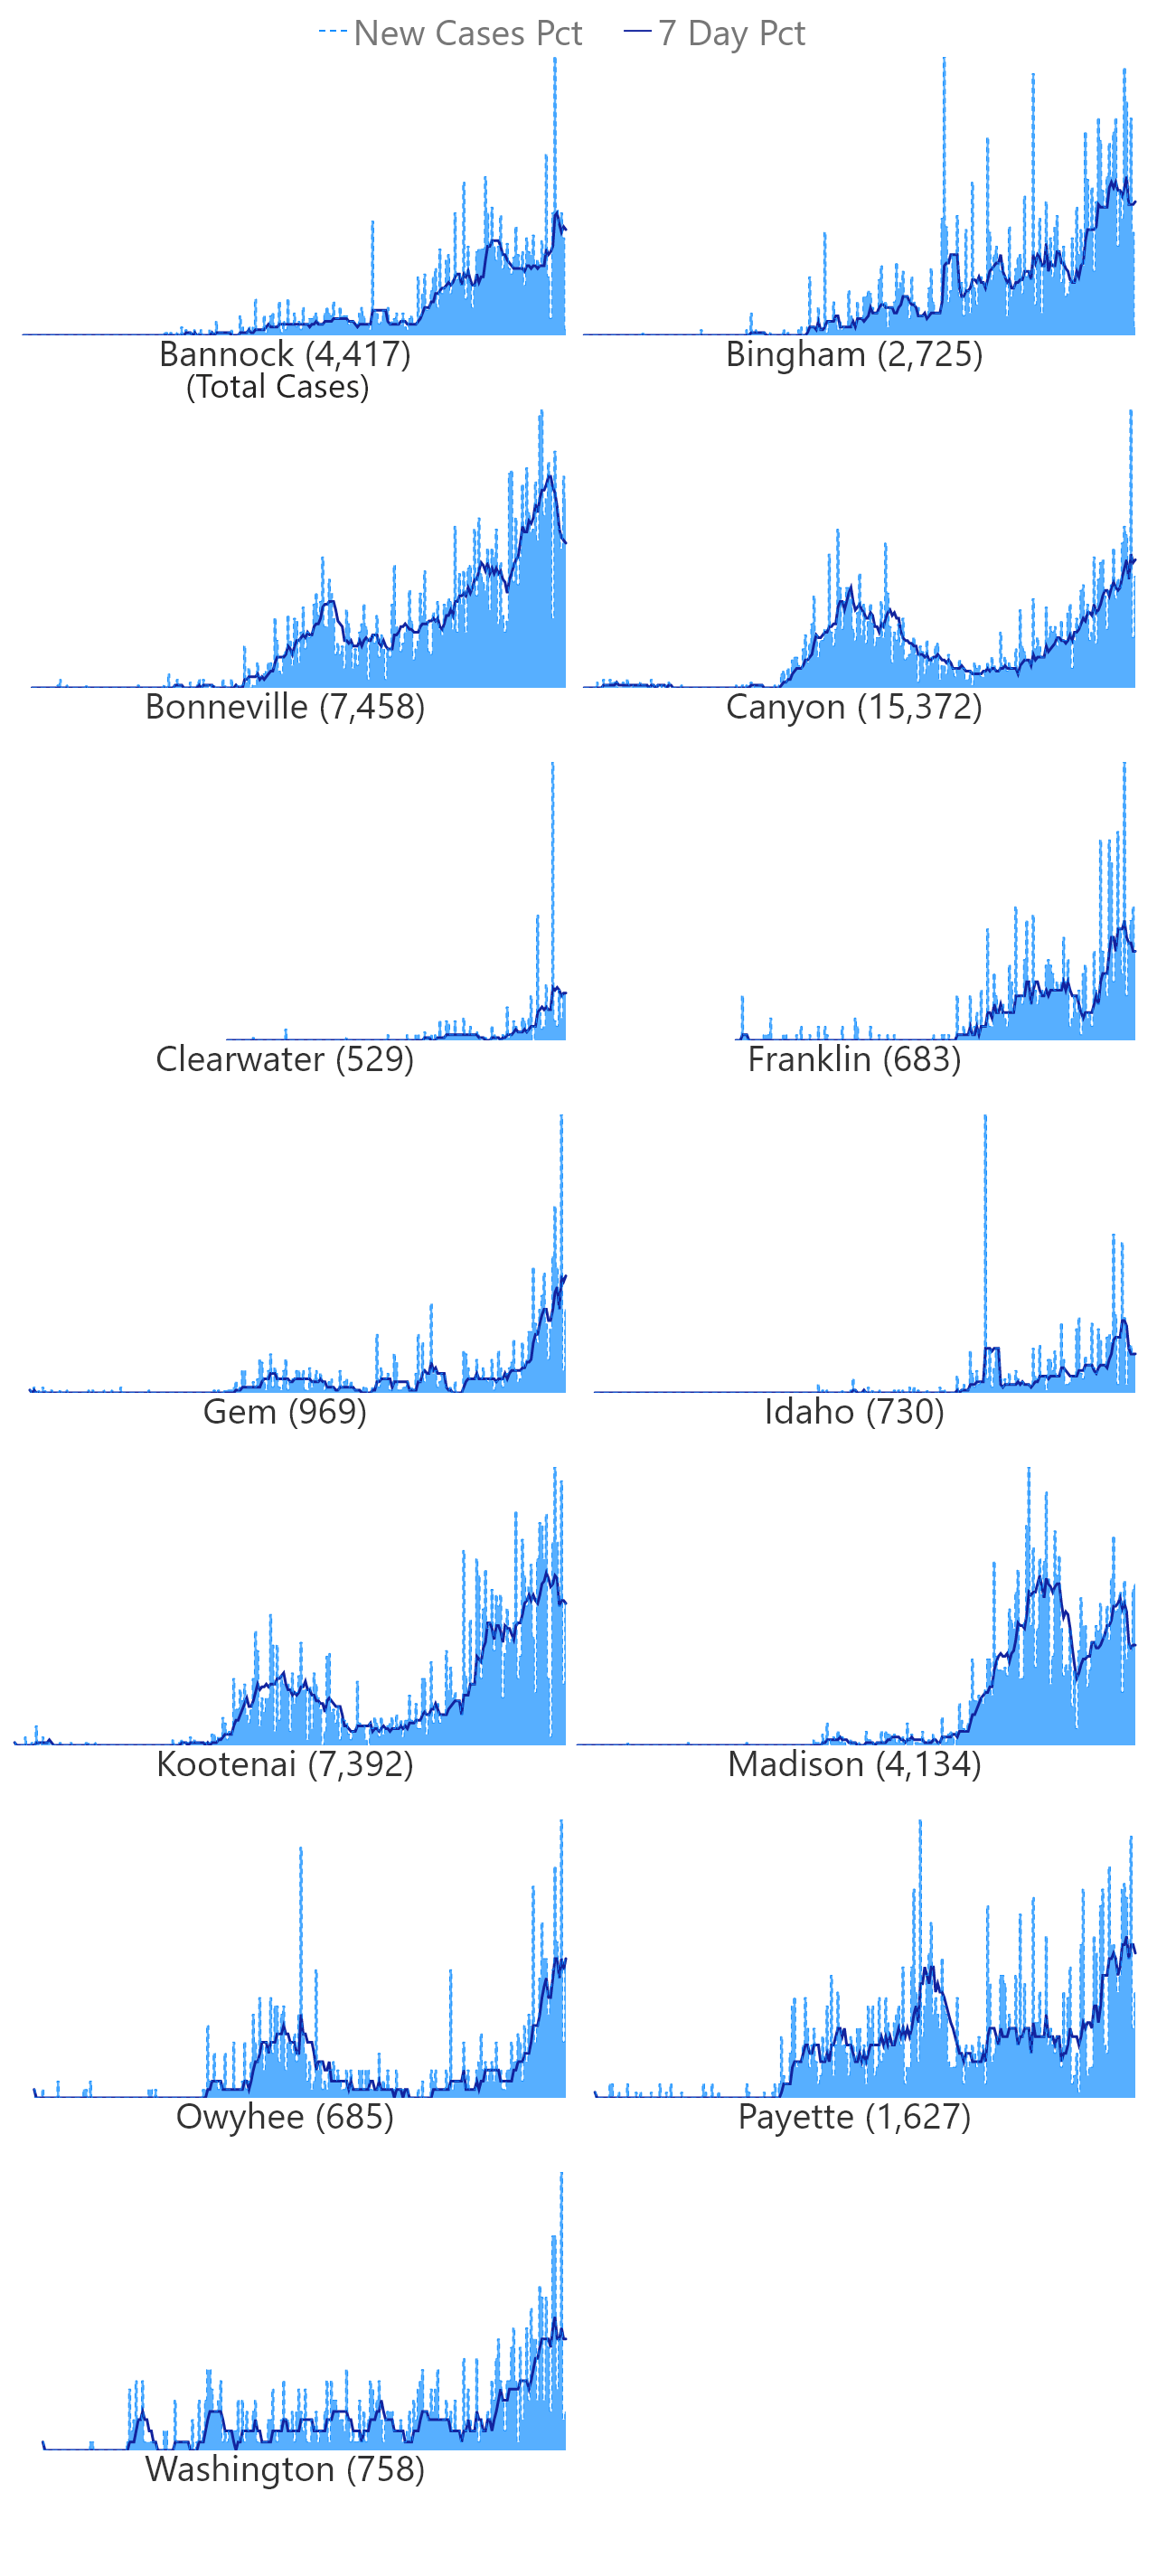 New Cases Pct 7 Day Pct
Bannock (4,417) Bingham (2,725)
(Total Cases)
Bonneville (7,458) Canyon (15,372)
Clearwater (529) Franklin (683)
Gem (969) Idaho (730)
Kootenai (7,392) Madison (4,134)
Owyhee (685) Payette (1,627)
Washington (758)